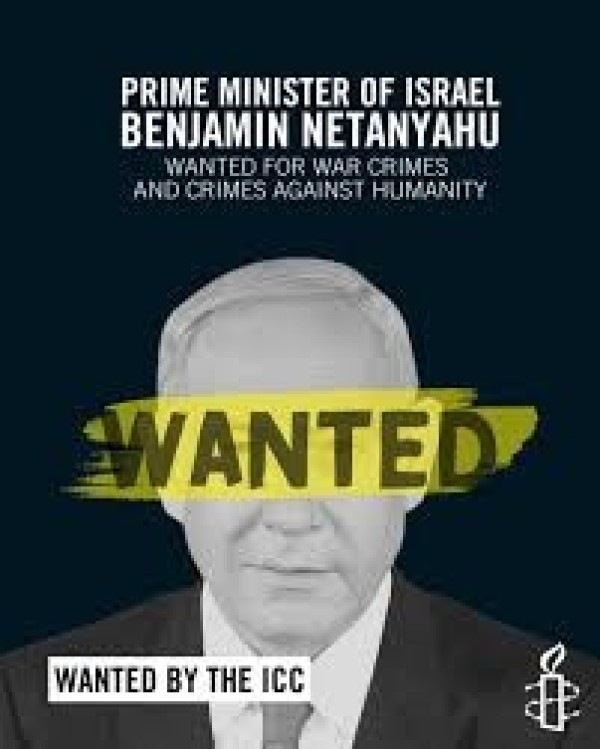 PRIME MINISTER OF ISRAEL
BENJAMIN NETANYAHU
WANTED FOR WAR CRIMES
AND CRIMES AGAINST HUMANITY
WANTED
WANTED BY THE ICC